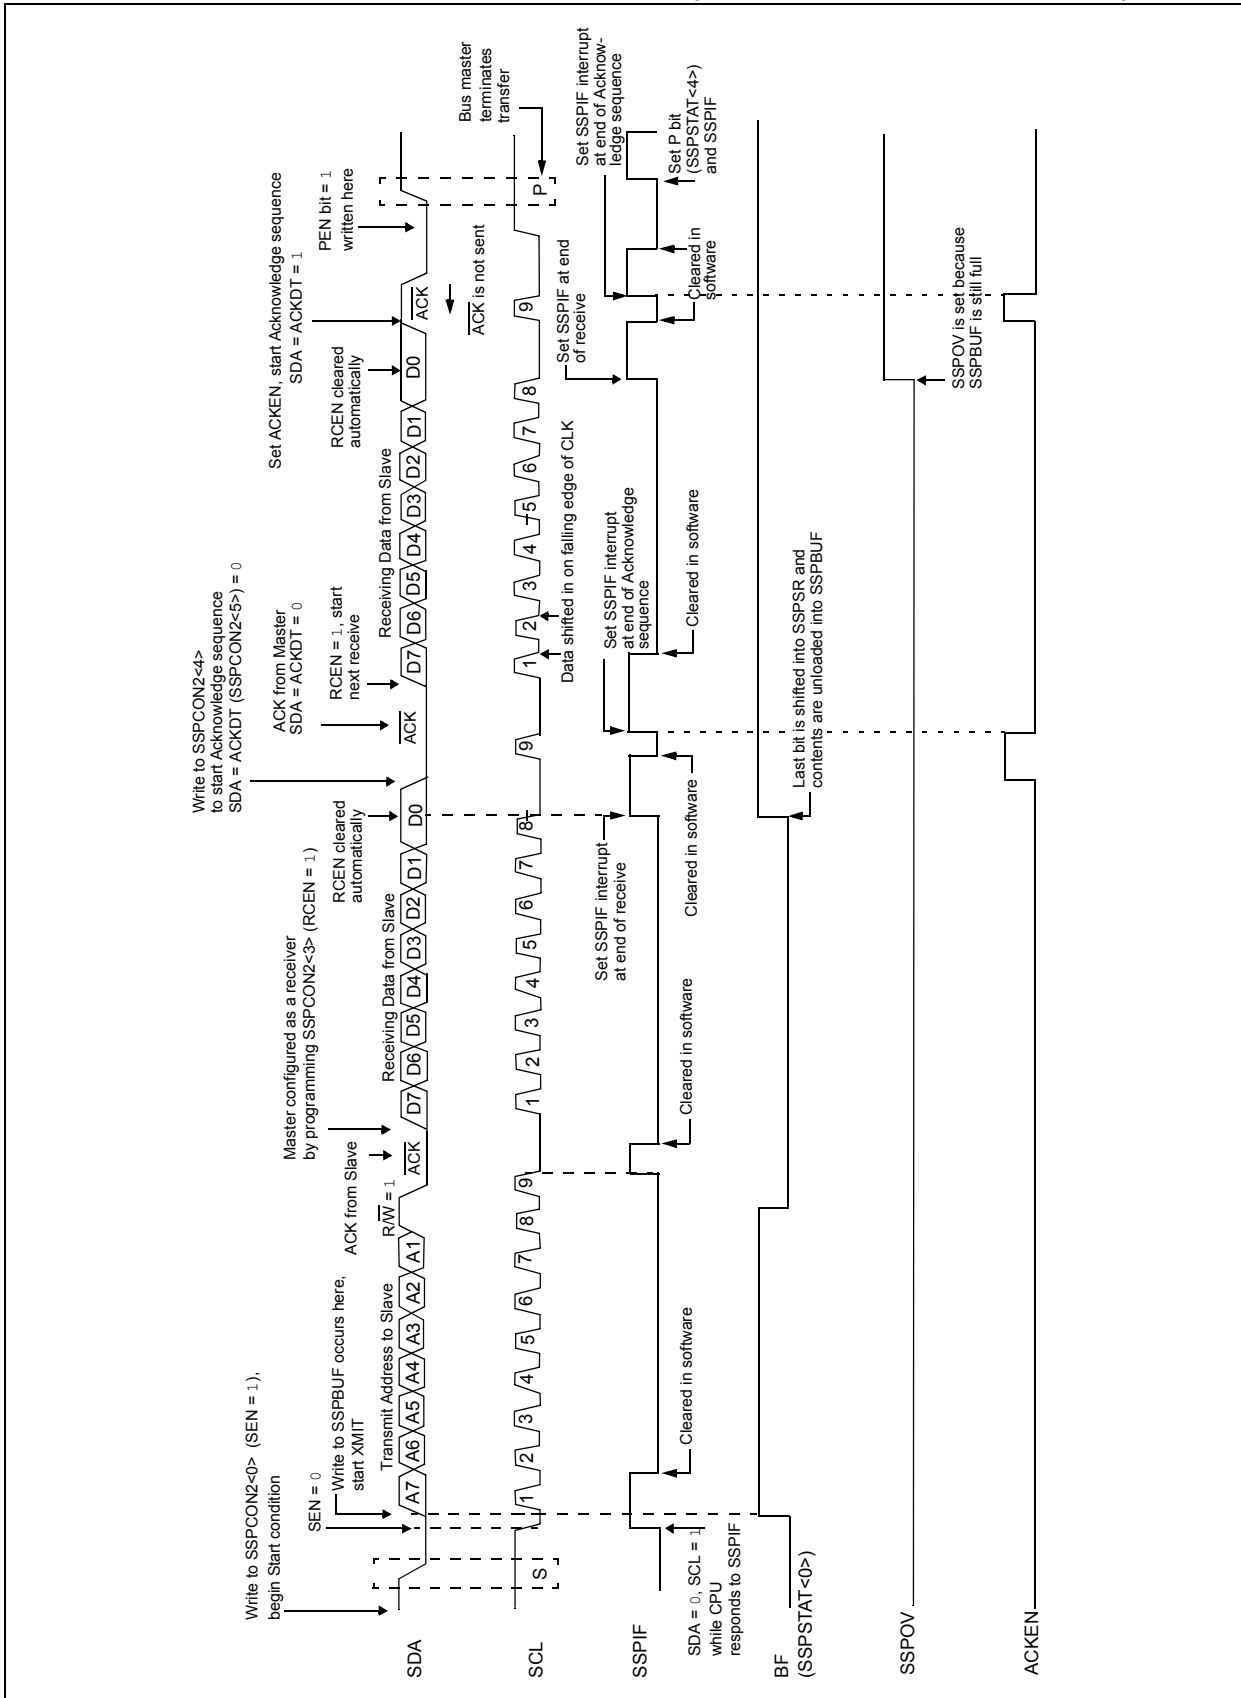 Write to SSPCON2<0> (SEN = 1),
begin Start condition
SEN = 0
Write to SSPBUF occurs here,
start XMIT
Master configured as a receiver
by programming SSPCON2<3> (RCEN = 1)
ACK from Slave
Write to SSPCON2<4>
to start Acknowledge sequence
SDA = ACKDT (SSPCON2<5>) = 0
RCEN cleared
automatically
ACK from Master
SDA = ACKDT = 0
RCEN = 1, start
next receive
Set ACKEN, start Acknowledge sequence
SDA = ACKDT = 1
RCEN cleared
automatically
PEN bit = 1
written here
Transmit Address to Slave
R/W = 1
Receiving Data from Slave
Receiving Data from Slave
SDA
A7 A6 A5 A4 A3 A2 A1
ACK
D7 D6 D5 D4 D3 D2 D1 D0
ACK
D7 D6 D5 D4 D3 D2 D1 D0
ACK
ACK is not sent
Bus master
terminates
transfer
SCL
S
1 2 3 4 5 6 7 8 9
1 2 3 4 5 6 7 8
9
1 2 3 4 5 6 7 8
9
P
Data shifted in on falling edge of CLK
Set SSPIF interrupt
at end of receive
Set SSPIF interrupt
at end of Acknowledge
sequence
Set SSPIF at end
of receive
Set SSPIF interrupt
at end of Acknow-
ledge sequence
SSPIF
SDA = 0, SCL = 1
while CPU
responds to SSPIF
Cleared in software
Cleared in software
Cleared in software
Cleared in software
Cleared in
software
Set P bit
(SSPSTAT<4>)
and SSPIF
BF
(SSPSTAT<0>)
Last bit is shifted into SSPSR and
contents are unloaded into SSPBUF
SSPOV
SSPOV is set because
SSPBUF is still full
ACKEN